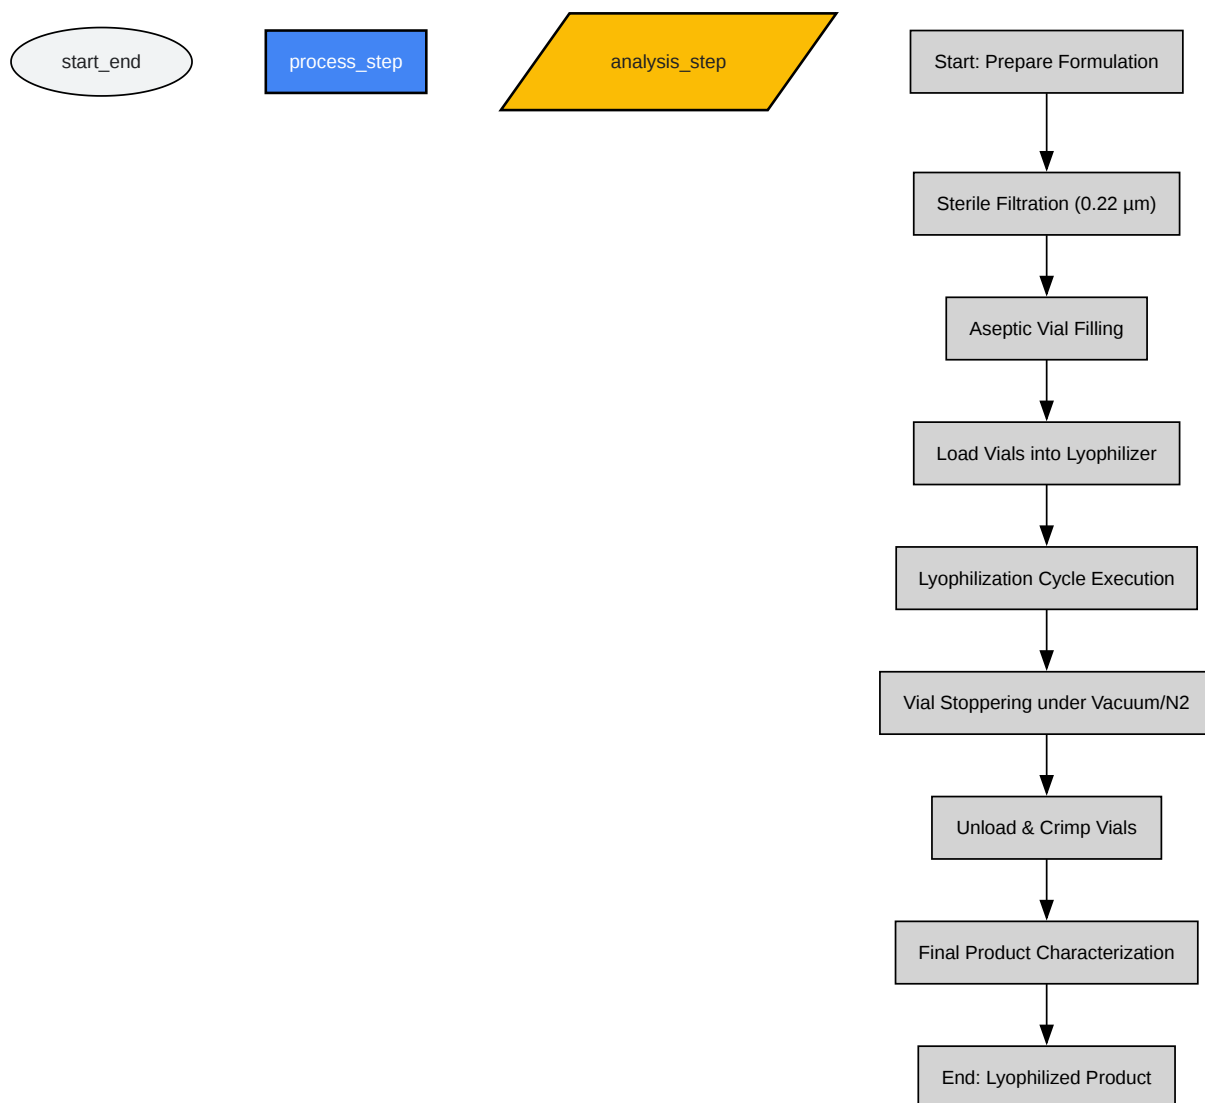 start_end
process_step
analysis_step
Start: Prepare Formulation
Sterile Filtration (0.22 µm)
Aseptic Vial Filling
Load Vials into Lyophilizer
Lyophilization Cycle Execution
Vial Stoppering under Vacuum/N2
Unload & Crimp Vials
Final Product Characterization
End: Lyophilized Product